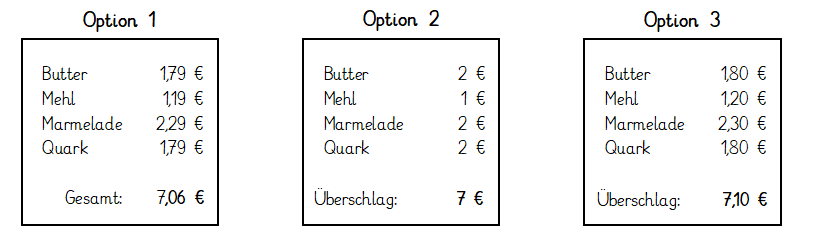 Option 1
Butter 1,79 €
Mehl 1,19 €
Marmelade 2,29 €
Quark 1,79 €
Gesamt: 7,06 €
Option 2
Butter 2 €
Mehl 1 €
Marmelade 2 €
Quark 2 €
Überschlag: 7 €
Option 3
Butter 1,80 €
Mehl 1,20 €
Marmelade 2,30 €
Quark 1,80 €
Überschlag: 7,10 €